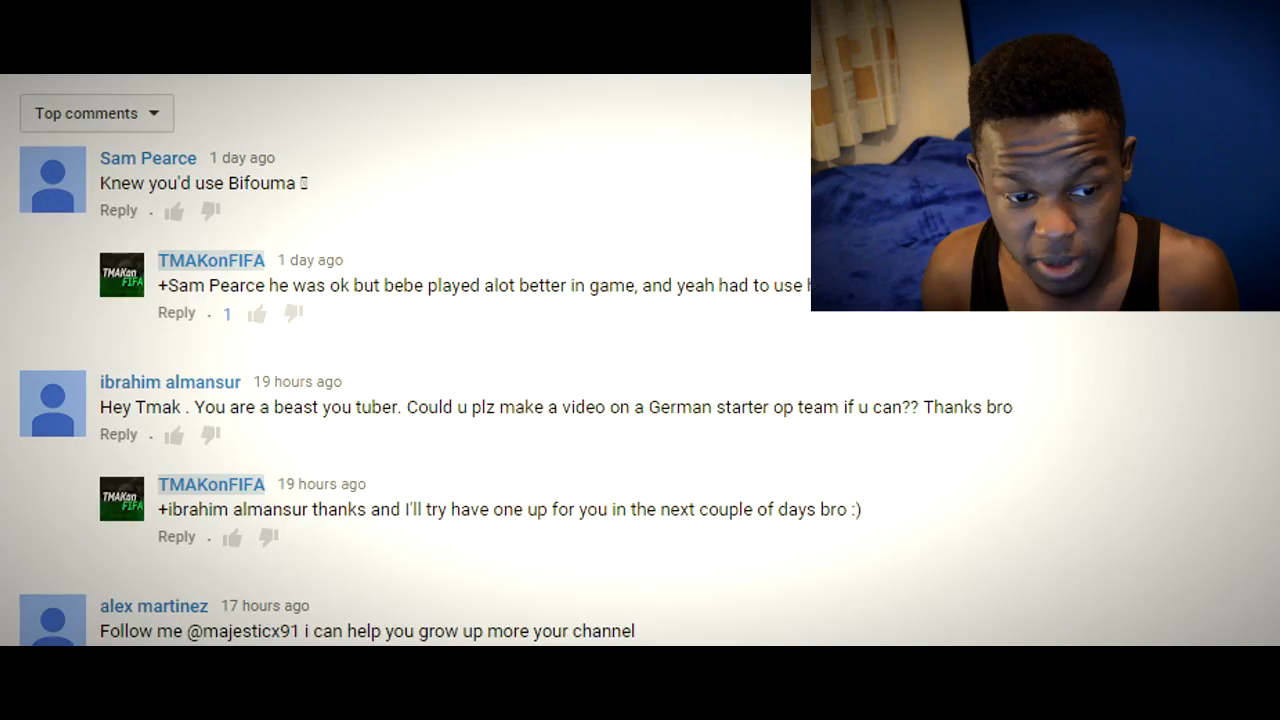 Top comments
Sam Pearce 1 day ago
Knew you'd use Bifouma
Reply .
TMAKon FIFA
TMAKonFIFA 1 day ago
+Sam Pearce he was ok but bebe played alot better in game, and yeah had to use
Reply . 1
ibrahim almansur 19 hours ago
Hey Tmak . You are a beast you tuber. Could u plz make a video on a German starter op team if u can?? Thanks bro
Reply .
TMAKon FIFA
TMAKonFIFA 19 hours ago
+ibrahim almansur thanks and I'll try have one up for you in the next couple of days bro :)
Reply .
alex martinez 17 hours ago
Follow me @majesticx91 i can help you grow up more your channel